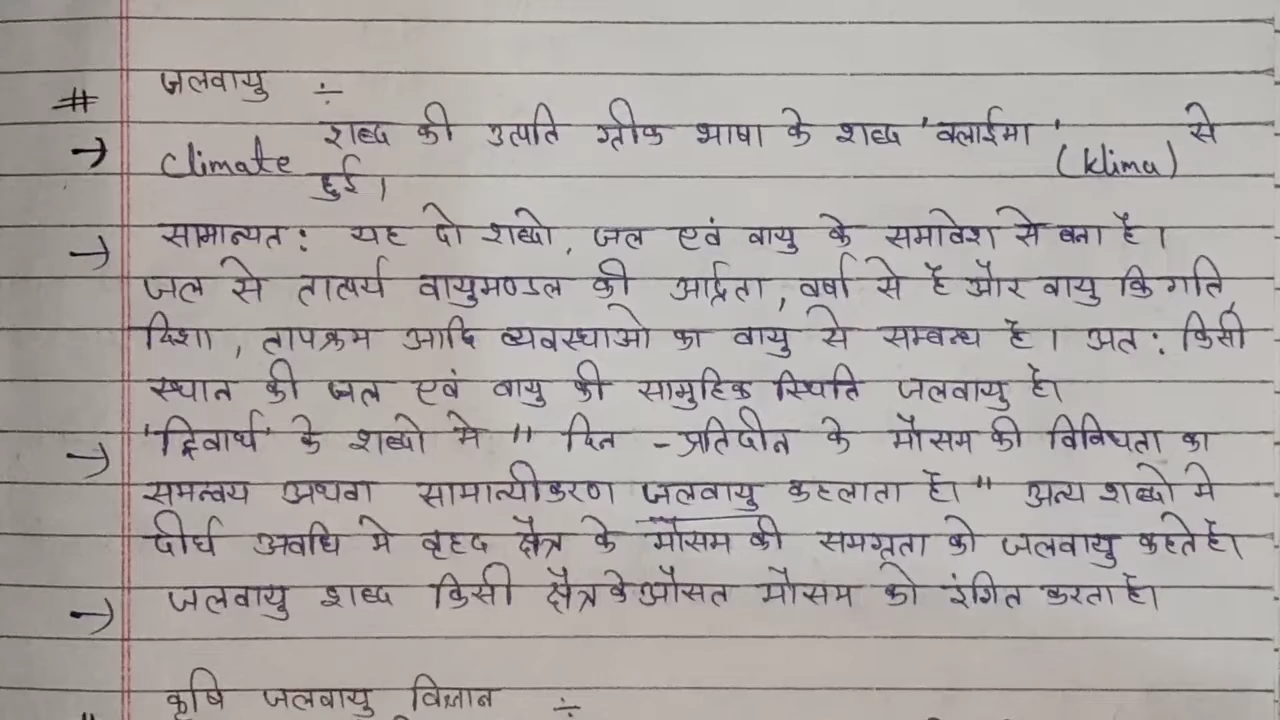 # जलवायु ÷
→ Climate शब्द की उत्पति ग्रीक भाषा के शब्द 'क्लाईमा' (klima) से
हुई।
→ सामान्यत: यह दो शब्दो, जल एवं वायु के समावेश से बना है।
जल से तात्पर्य वायुमण्डल की आर्द्रता, वर्षा से है और वायु कि गति,
दिशा, तापक्रम आदि व्यवस्थाओ का वायु से सम्बन्ध है। अत: किसी
स्थान की जल एवं वायु की सामुहिक स्थिति जलवायु है।
→ 'द्विवार्थ' के शब्दो मे " दिन - प्रतिदीन के मौसम की विविधता का
समन्वय अथवा सामान्यीकरण जलवायु कहलाता है।" अन्य शब्दो मे
दीर्घ अवधि मे वृहद क्षैत्र के मौसम की समग्रता को जलवायु कहते है।
→ जलवायु शब्द किसी क्षैत्र के औसत मौसम को इंगित करता है।
कृषि जलवायु विज्ञान ÷